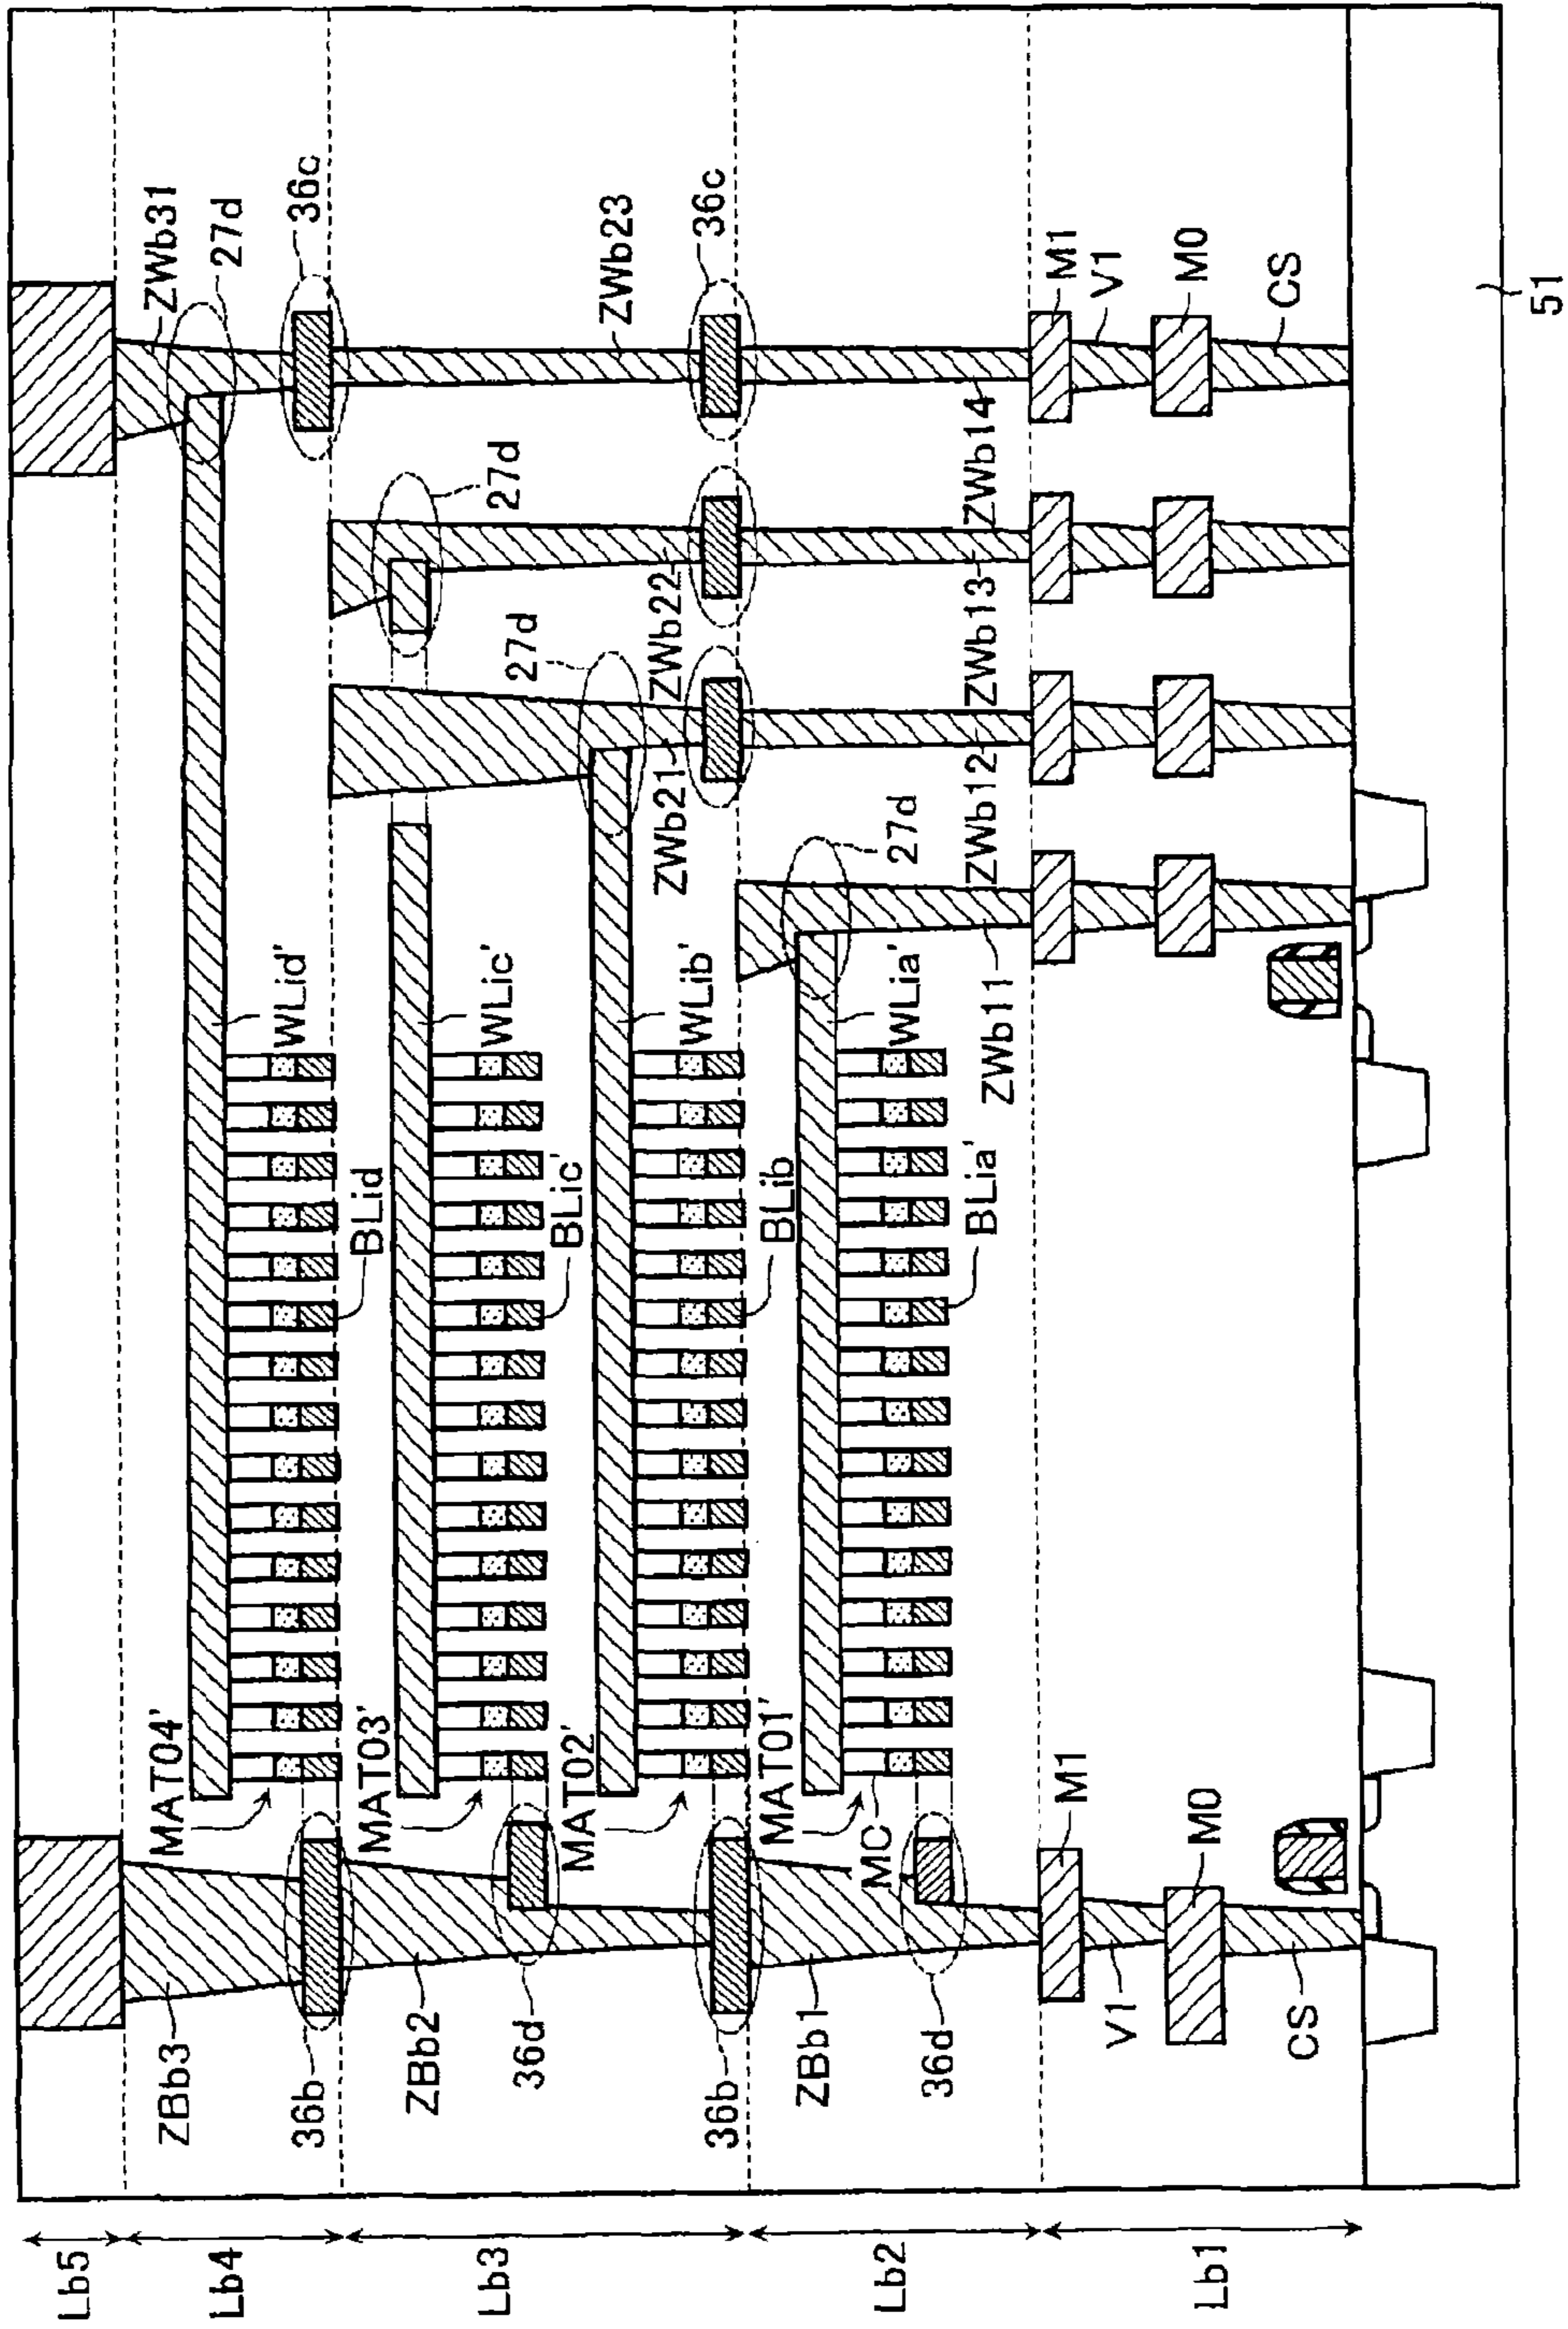 Lb5
Lb4
Lb3
Lb2
Lb1
ZBb3
36b
ZBb2
36d
36b
ZBb1
36d
V1
CS
M1
M0
MAT04'
MAT03'
MAT02'
MAT01'
MC
BLid
BLic'
BLib
BLia'
WLid'
WLic'
WLib'
WLia'
ZWb31
27d
36c
27d
ZWb23
27d
ZWb22
36c
ZWb21
27d
ZWb11
ZWb12
ZWb13
ZWb14
M1
V1
M0
CS
51